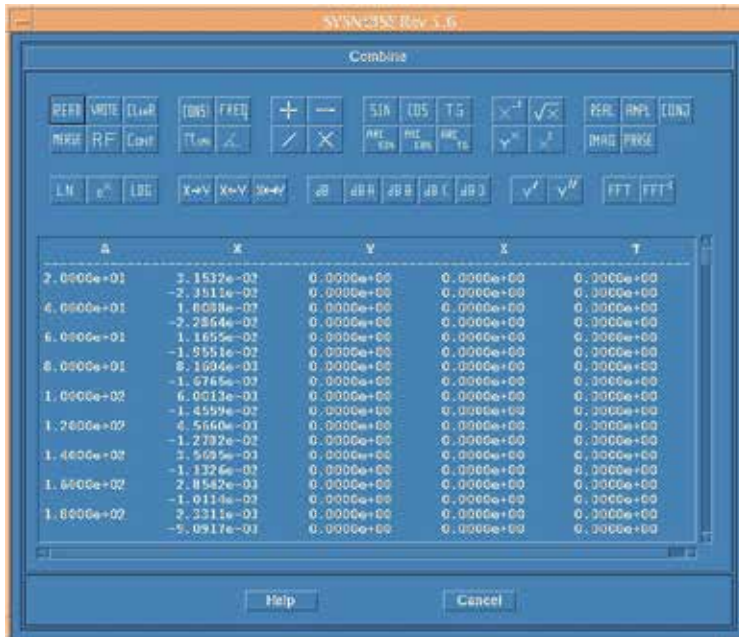 Rev 5.6
Combine
READ WRITE CLEAR CONST FREQ + − SIN COS TG X⁻¹ √X REAL AMPL CONJ
MERGE RF Cont ∠ / X ARC SIN ARC COS ARC TG Yˣ X² IMAG PHASE
LN eˣ LOG X→Y X←Y X↔Y dB dB A dB B dB C dB D Y' Y'' FFT FFT⁻¹
A X Y Z T
2.0000e+01 3.1532e-02 0.0000e+00 0.0000e+00 0.0000e+00
-2.3511e-02 0.0000e+00 0.0000e+00 0.0000e+00
4.0000e+01 0.0000e+00 0.0000e+00 0.0000e+00
-2.2864e-02 0.0000e+00 0.0000e+00 0.0000e+00
6.0000e+01 1.1655e-02 0.0000e+00 0.0000e+00 0.0000e+00
-1.9551e-02 0.0000e+00 0.0000e+00 0.0000e+00
8.0000e+01 0.0000e+00 0.0000e+00 0.0000e+00
-1.6765e-02 0.0000e+00 0.0000e+00 0.0000e+00
1.0000e+02 6.0013e-03 0.0000e+00 0.0000e+00 0.0000e+00
-1.4559e-02 0.0000e+00 0.0000e+00 0.0000e+00
1.2000e+02 4.5660e-03 0.0000e+00 0.0000e+00 0.0000e+00
-1.2782e-02 0.0000e+00 0.0000e+00 0.0000e+00
1.4000e+02 0.0000e+00 0.0000e+00 0.0000e+00
-1.1326e-02 0.0000e+00 0.0000e+00 0.0000e+00
1.6000e+02 2.8562e-03 0.0000e+00 0.0000e+00 0.0000e+00
-1.0114e-02 0.0000e+00 0.0000e+00 0.0000e+00
1.8000e+02 2.3311e-03 0.0000e+00 0.0000e+00 0.0000e+00
-9.0917e-03 0.0000e+00 0.0000e+00 0.0000e+00
Help Cancel